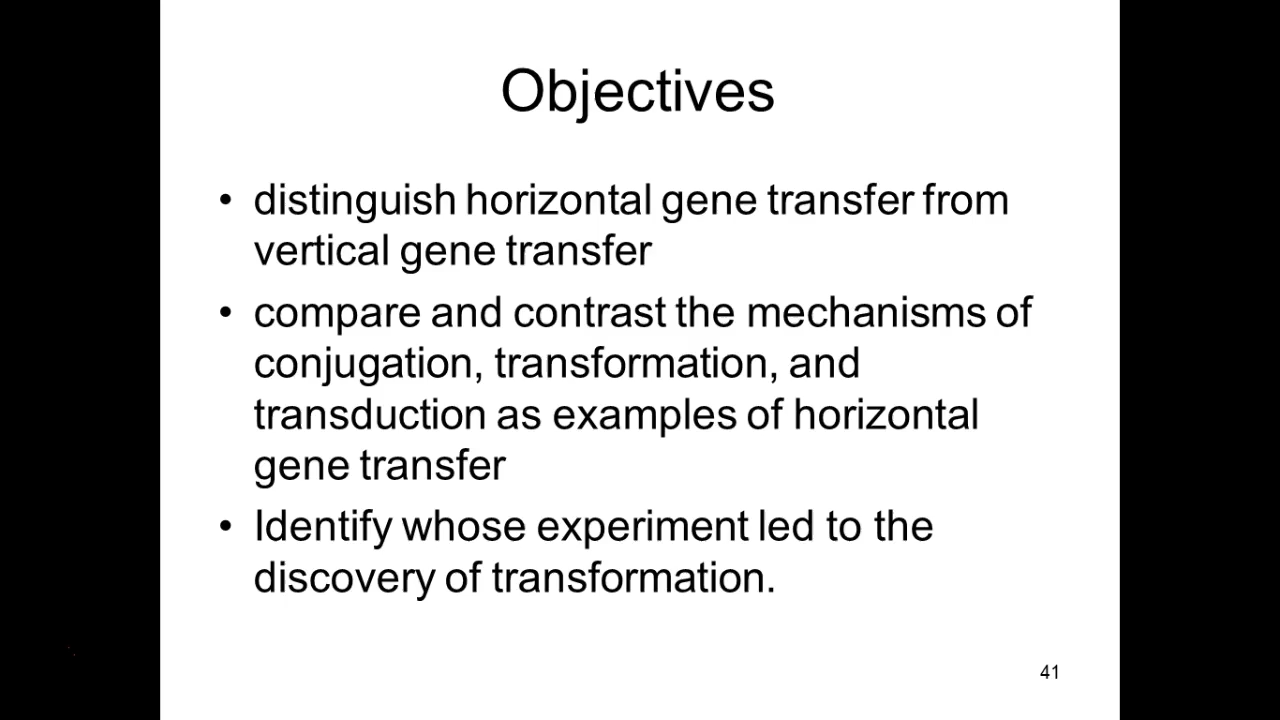 Objectives
• distinguish horizontal gene transfer from
vertical gene transfer
• compare and contrast the mechanisms of
conjugation, transformation, and
transduction as examples of horizontal
gene transfer
• Identify whose experiment led to the
discovery of transformation.
41